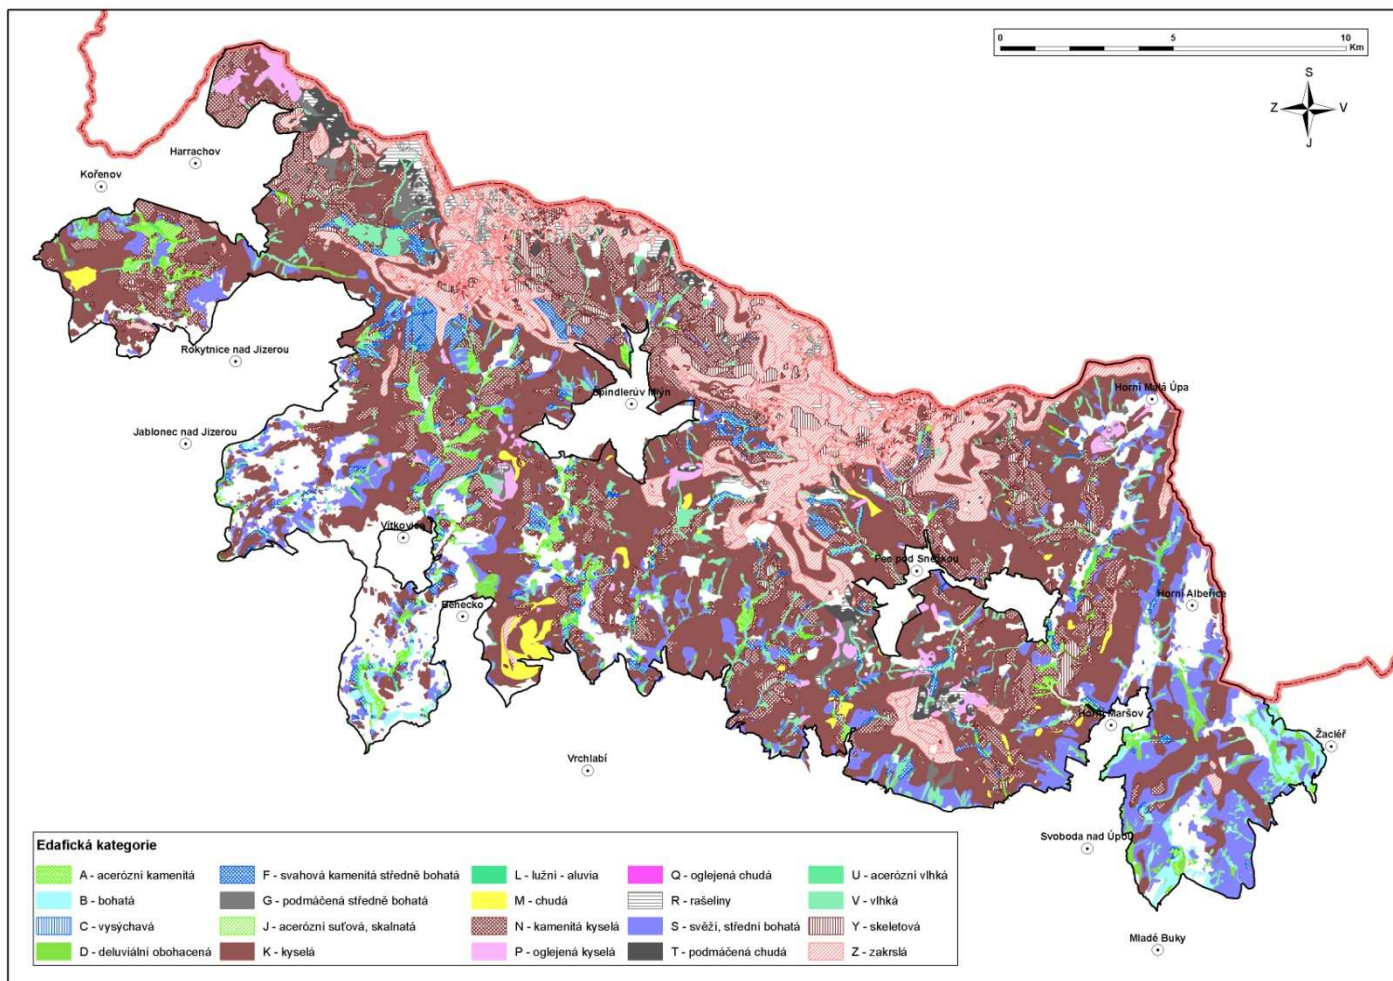 0 5 10
Km
S
Z V
J
Harrachov
Kořenov
Rokytnice nad Jizerou
Horní Malá Úpa
Špindlerův Mlýn
Jablonec nad Jizerou
Vítkovice
Pec pod Sněžkou
Horní Albeřice
Benecko
Horní Maršov
Žacléř
Vrchlabí
Svoboda nad Úpou
Mladé Buky
Edafická kategorie
A - acerózní kamenitá
B - bohatá
C - vysýchavá
D - deluviální obohacená
F - svahová kamenitá středně bohatá
G - podmáčená středně bohatá
J - acerózní suťová, skalnatá
K - kyselá
L - lužní - aluvia
M - chudá
N - kamenitá kyselá
P - oglejená kyselá
Q - oglejená chudá
R - rašeliny
S - svěží, střední bohatá
T - podmáčená chudá
U - acerózní vlhká
V - vlhká
Y - skeletová
Z - zakrslá